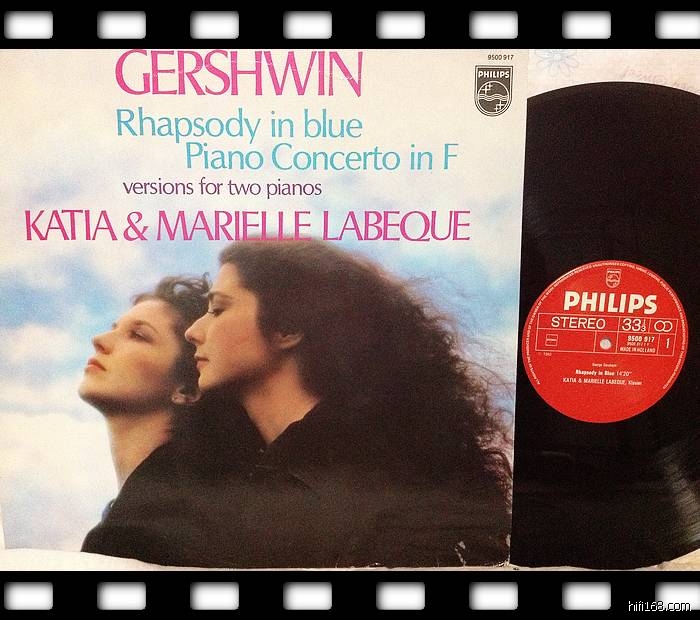 9500 917
GERSHWIN
PHILIPS
Rhapsody in blue
Piano Concerto in F
versions for two pianos
KATIA & MARIELLE LABEQUE
PHILIPS
STEREO
33⅓
9500 917
1
MADE IN HOLLAND
George Gershwin
Rhapsody in Blue 14'20"
KATIA & MARIELLE LABEQUE, Klavier
hifi168.com